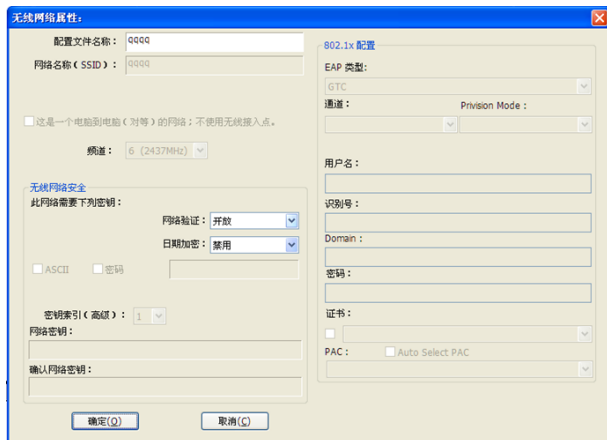 无线网络属性:
配置文件名称: qqqq
网络名称(SSID): qqqq
这是一个电脑到电脑(对等)的网络;不使用无线接入点。
频道: 6 (2437MHz)
无线网络安全
此网络需要下列密钥:
网络验证: 开放
日期加密: 禁用
ASCII 密码
密钥索引(高级): 1
网络密钥:
确认网络密钥:
确定(O) 取消(C)
802.1x 配置
EAP 类型:
GTC
通道: Privision Mode:
用户名:
识别号:
Domain:
密码:
证书:
PAC: Auto Select PAC